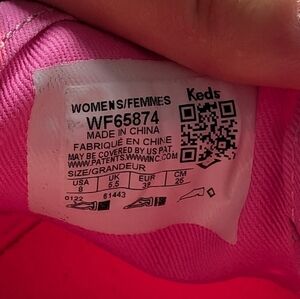 WOMENS/FEMMES
Keds
WF65874
MADE IN CHINA
FABRIQUÉ EN CHINE
MAY BE COVERED BY US PAT.
WWW.PATENTS.WWWINC.COM
SIZE/GRANDEUR
USA UK EUR CM
8 5.5 25
0122 61443